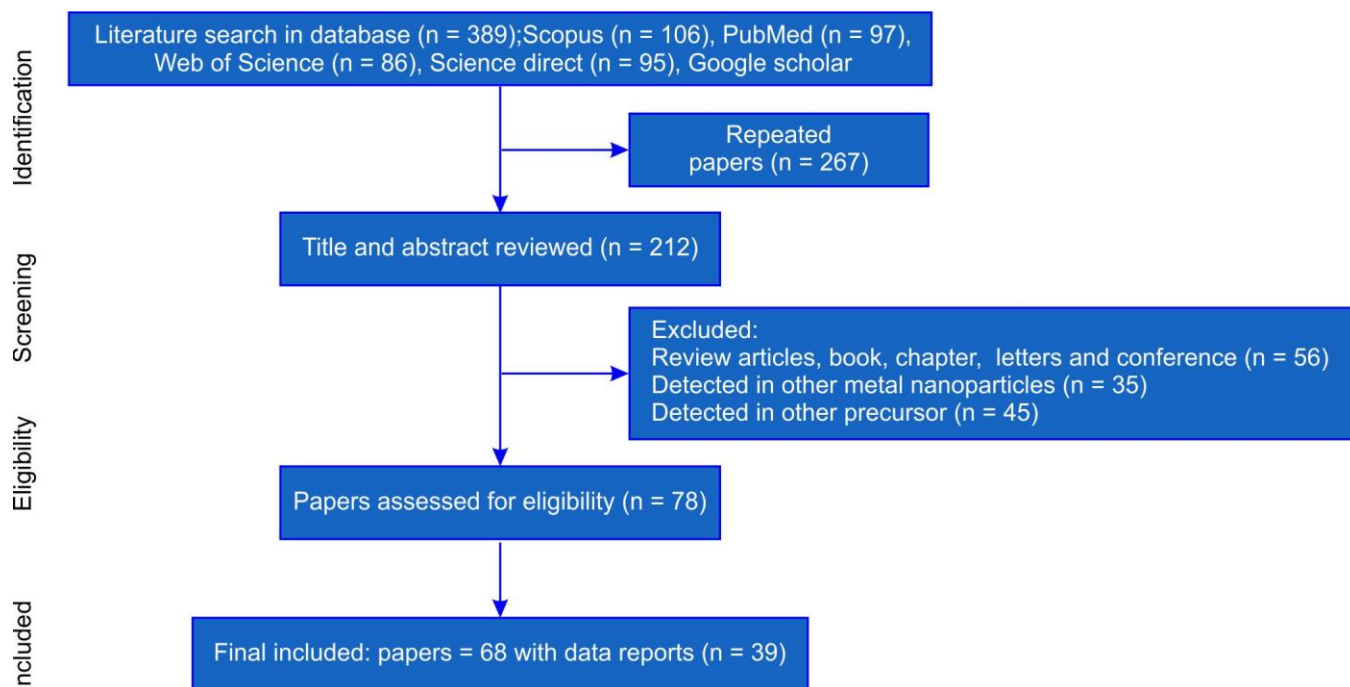 Literature search in database (n = 389);Scopus (n = 106), PubMed (n = 97),
Web of Science (n = 86), Science direct (n = 95), Google scholar
Identification
Repeated
papers (n = 267)
Title and abstract reviewed (n = 212)
Screening
Excluded:
Review articles, book, chapter, letters and conference (n = 56)
Detected in other metal nanoparticles (n = 35)
Detected in other precursor (n = 45)
Eligibility
Papers assessed for eligibility (n = 78)
ncluded
Final included: papers = 68 with data reports (n = 39)